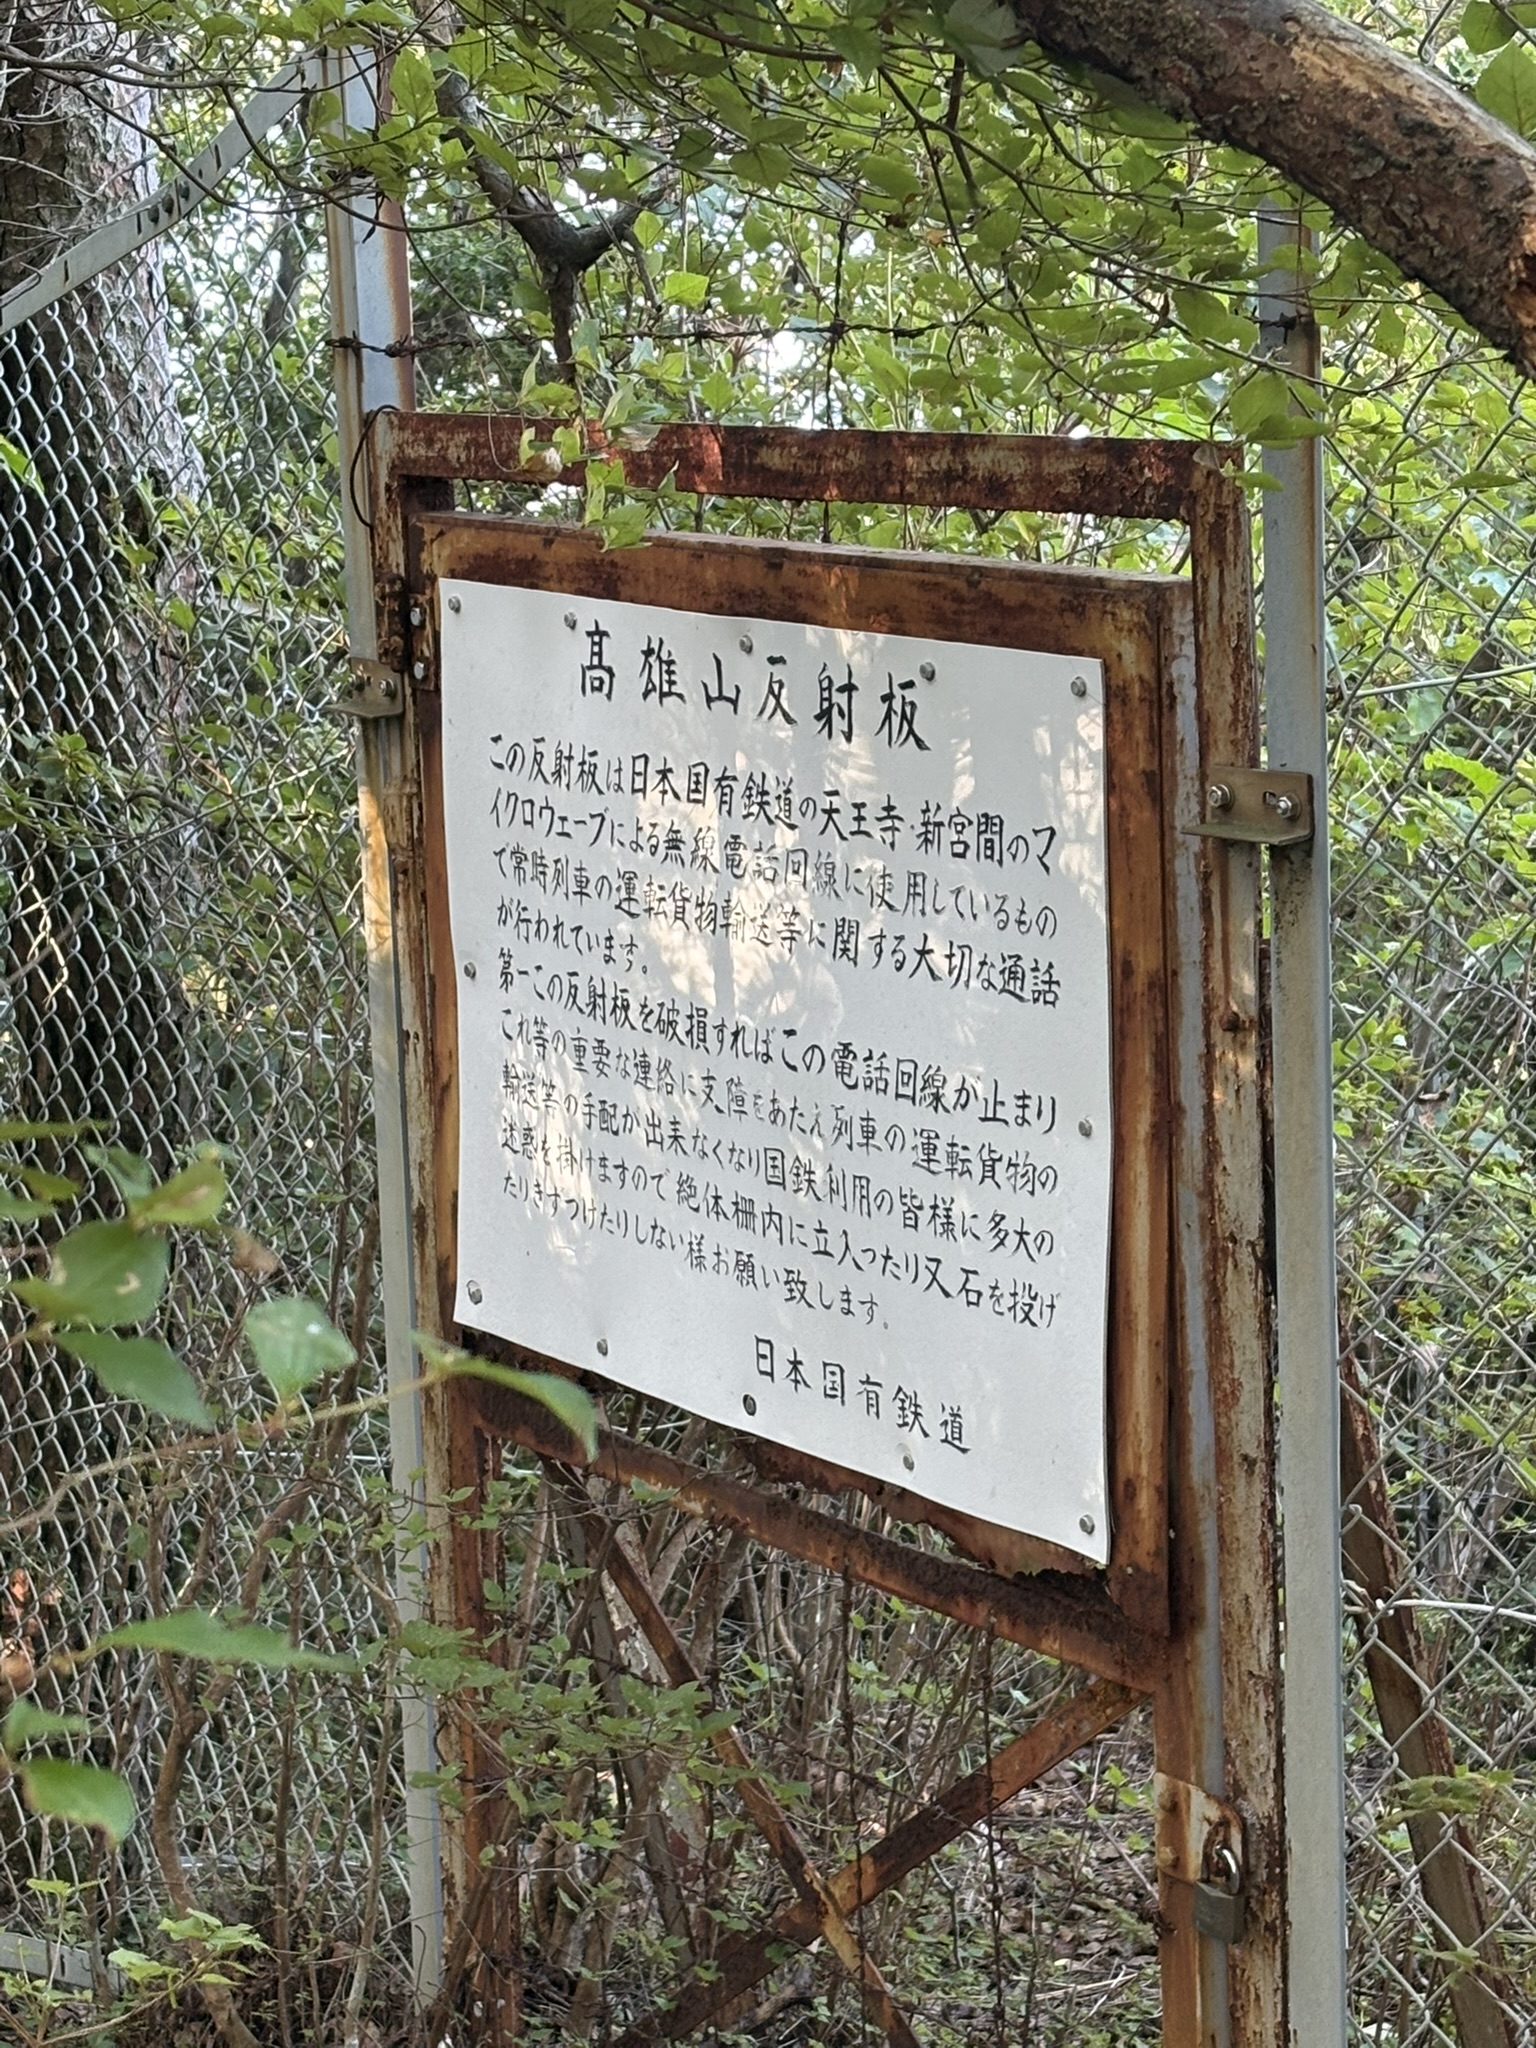 髙雄山反射板
この反射板は日本国有鉄道の天王寺・新宮間のマ
イクロウェーブによる無線電話回線に使用しているもの
で常時列車の運転貨物輸送等に関する大切な通話
が行われています。
第一この反射板を破損すればこの電話回線が止まり
これ等の重要な連絡に支障をあたえ列車の運転貨物の
輸送等の手配が出来なくなり国鉄利用の皆様に多大の
迷惑を掛けますので絶体柵内に立入ったり又石を投げ
たりきずつけたりしない様お願い致します。
日本国有鉄道